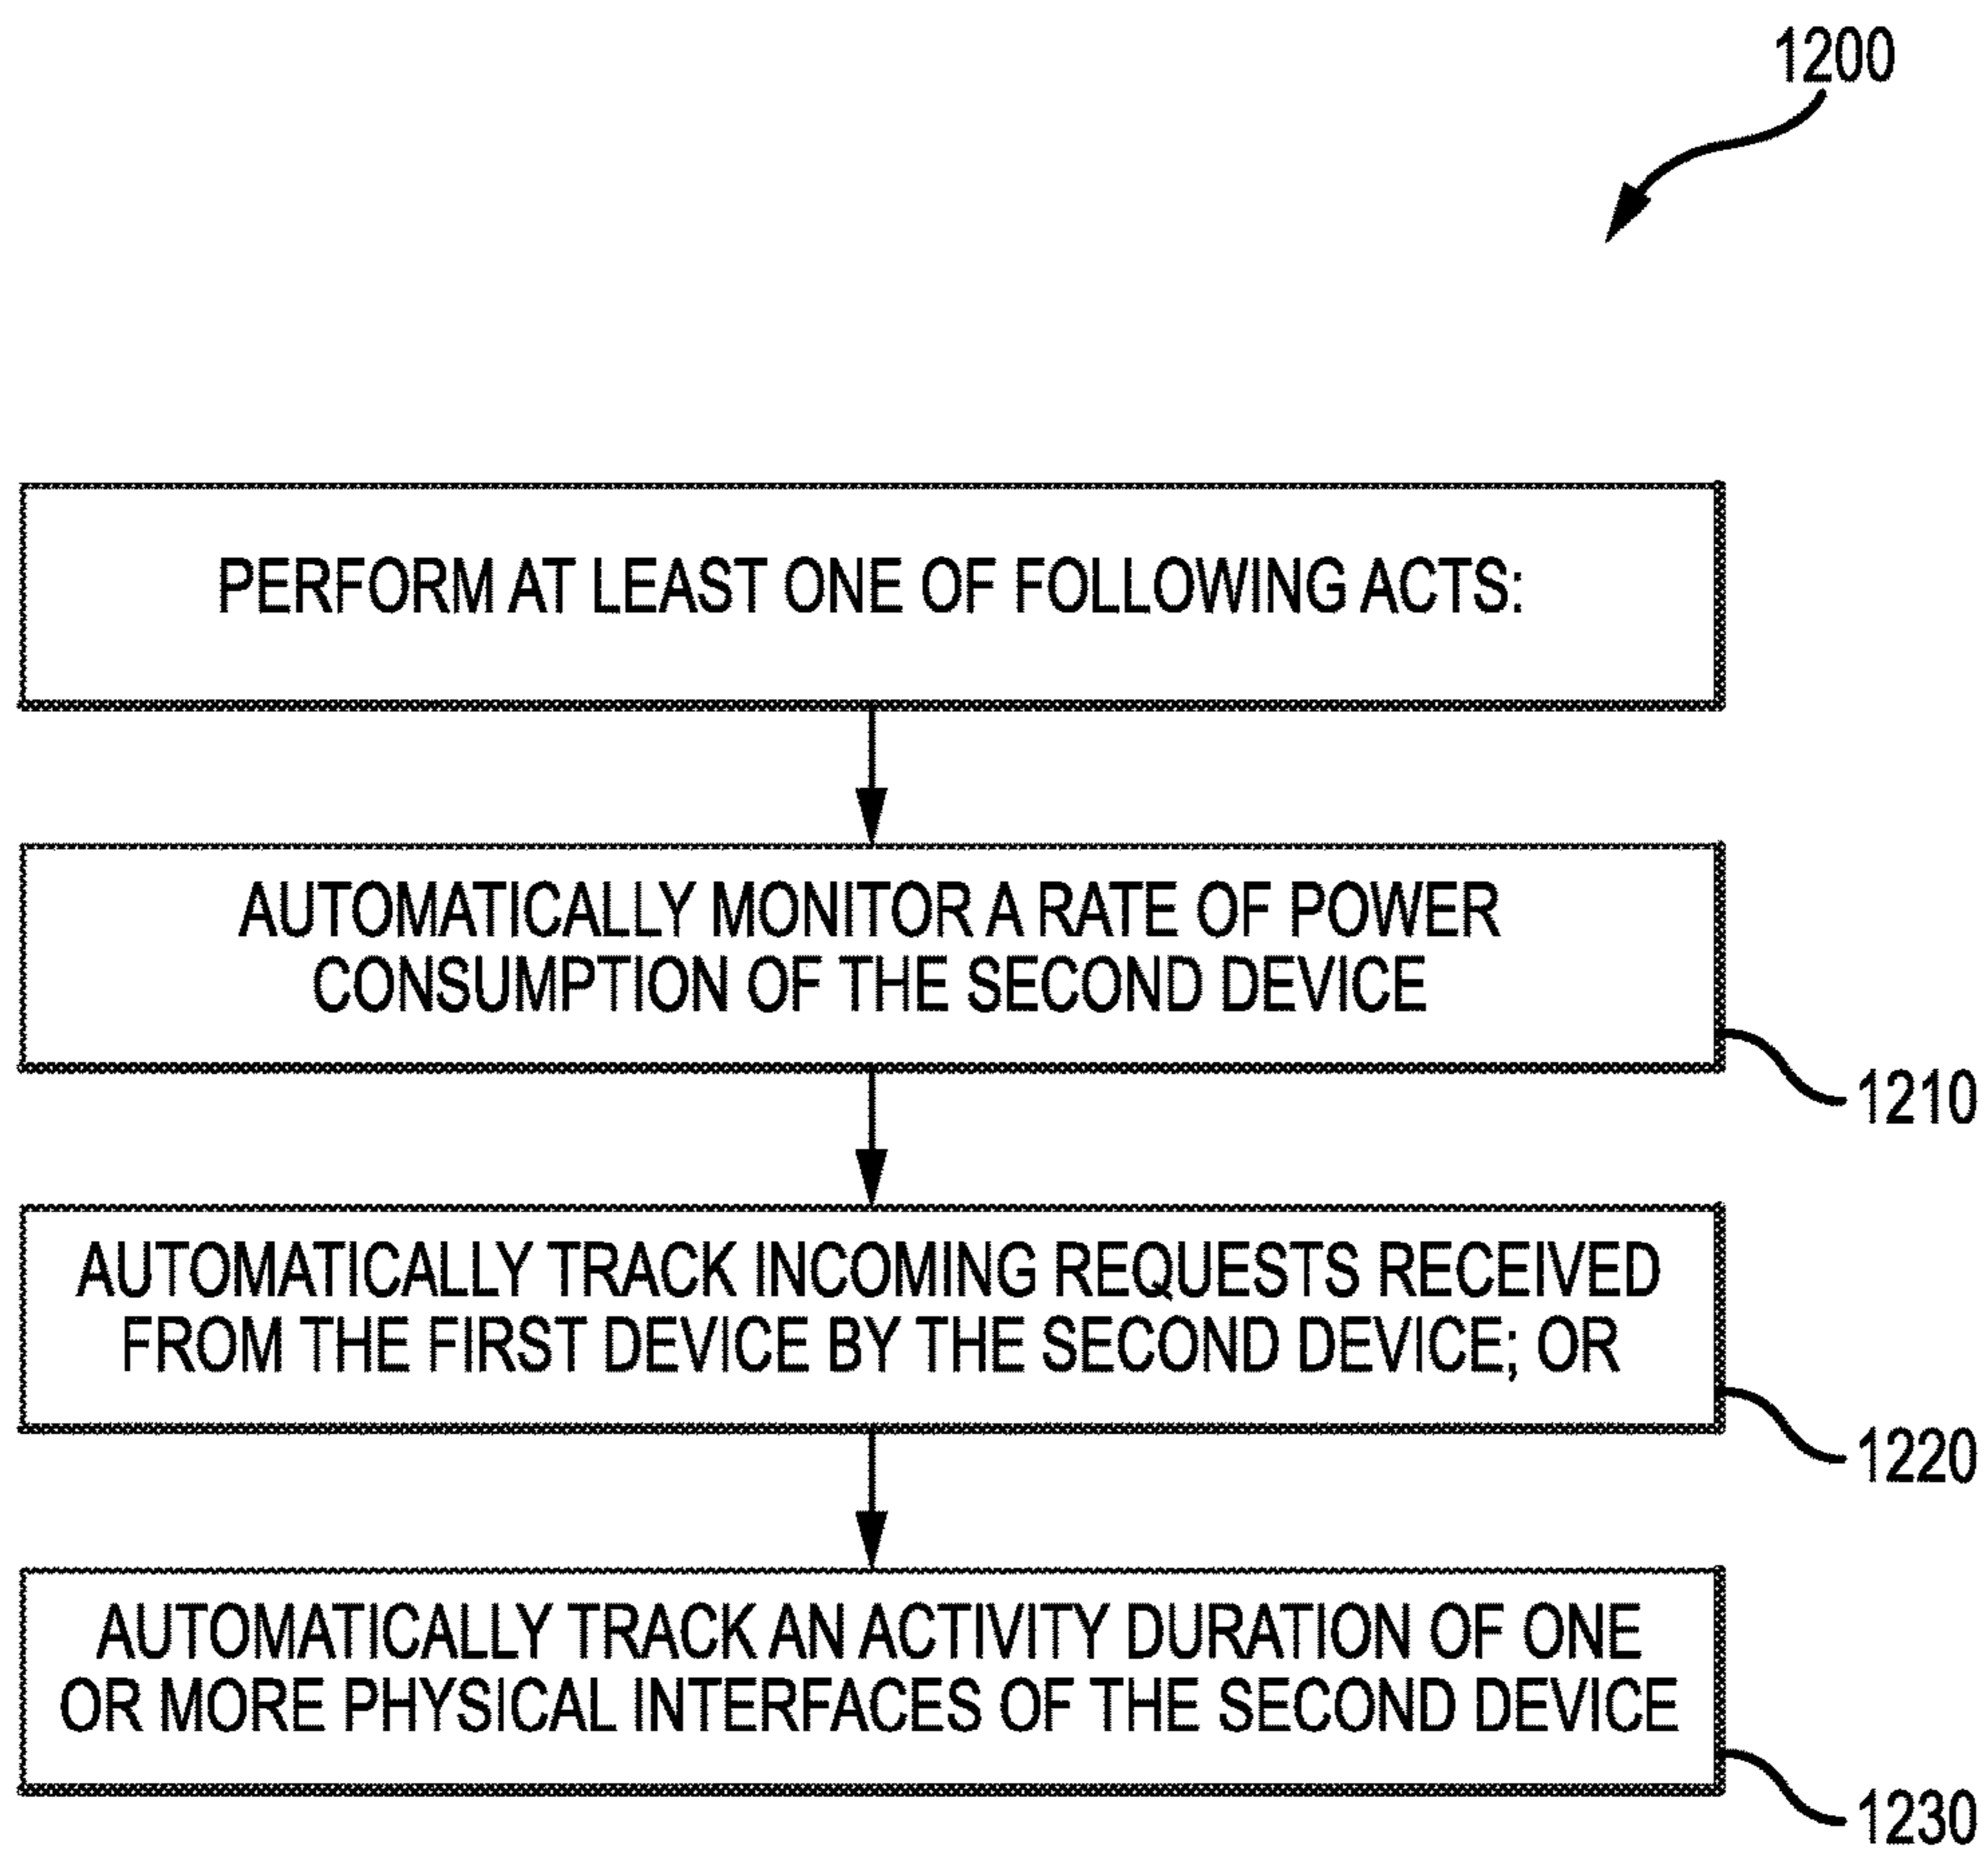 1200
PERFORM AT LEAST ONE OF FOLLOWING ACTS:
AUTOMATICALLY MONITOR A RATE OF POWER
CONSUMPTION OF THE SECOND DEVICE
1210
AUTOMATICALLY TRACK INCOMING REQUESTS RECEIVED
FROM THE FIRST DEVICE BY THE SECOND DEVICE; OR
1220
AUTOMATICALLY TRACK AN ACTIVITY DURATION OF ONE
OR MORE PHYSICAL INTERFACES OF THE SECOND DEVICE
1230